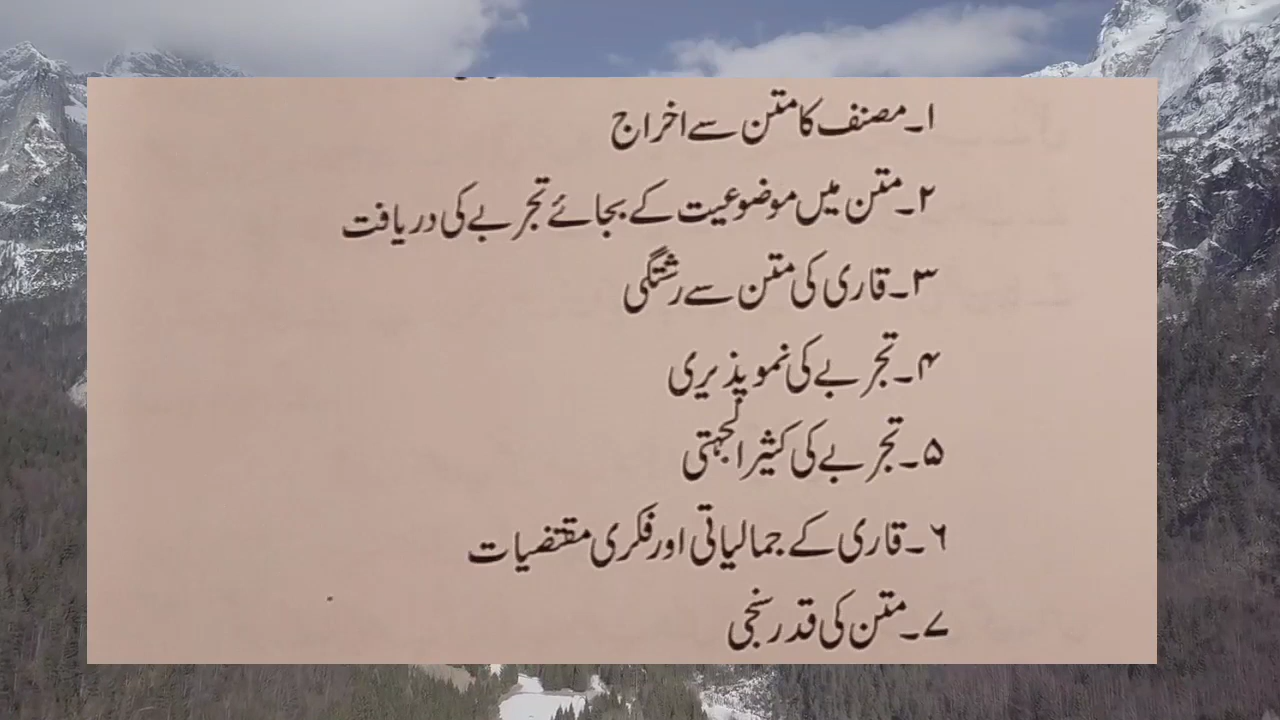 ۱۔ مصنف کا متن سے اخراج
۲۔ متن میں موضوعیت کے بجائے تجربے کی دریافت
۳۔ قاری کی متن سے رشتگی
۴۔ تجربے کی نمو پذیری
۵۔ تجربے کی کثیر الجہتی
۶۔ قاری کے جمالیاتی اور فکری مقتضیات
۷۔ متن کی قدر سنجی